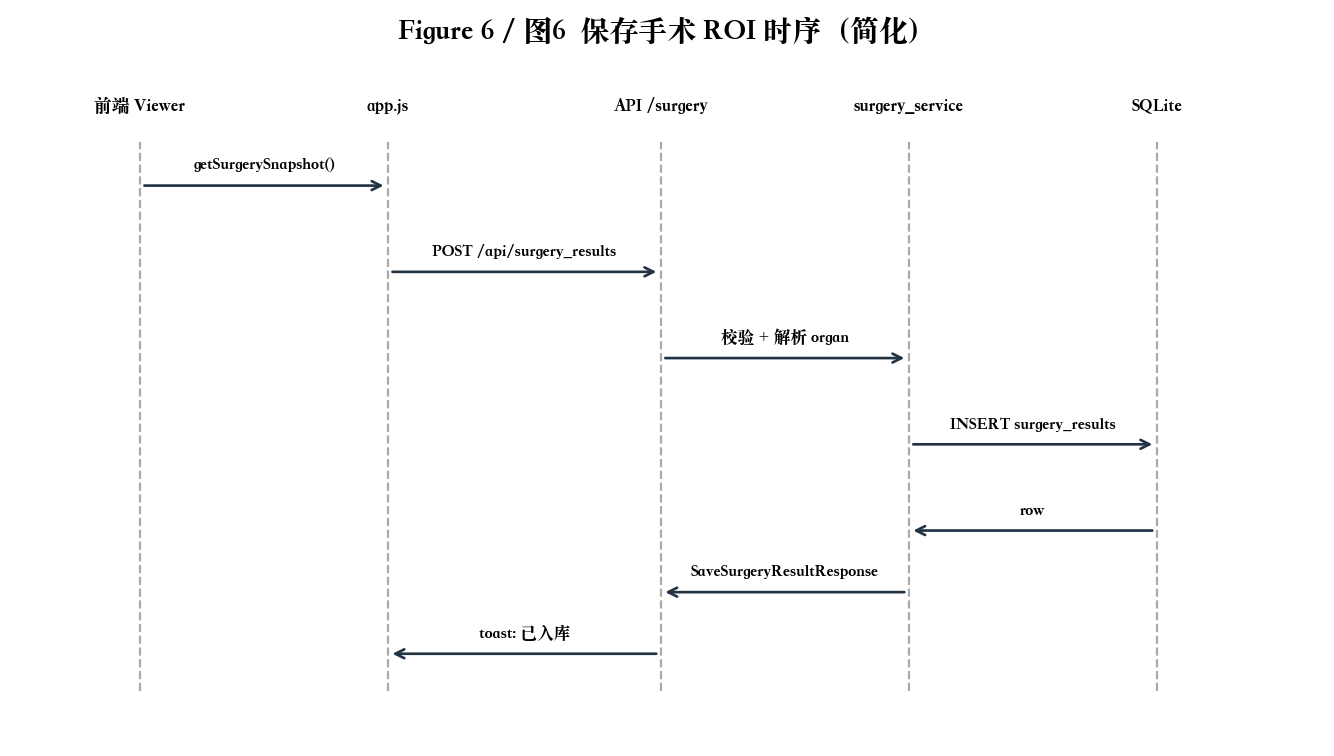 Figure 6 / 图6 保存手术 ROI 时序（简化）
前端 Viewer
app.js
API /surgery
surgery_service
SQLite
getSurgerySnapshot()
POST /api/surgery_results
校验 + 解析 organ
INSERT surgery_results
row
SaveSurgeryResultResponse
toast: 已入库